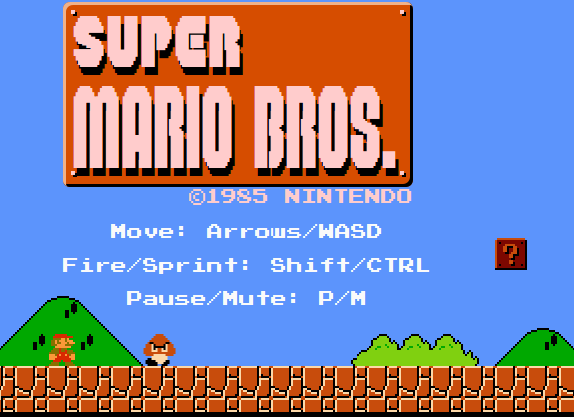 SUPER
MARIO BROS.
©1985 NINTENDO
Move: Arrows/WASD
Fire/Sprint: Shift/CTRL
?
Pause/Mute: P/M